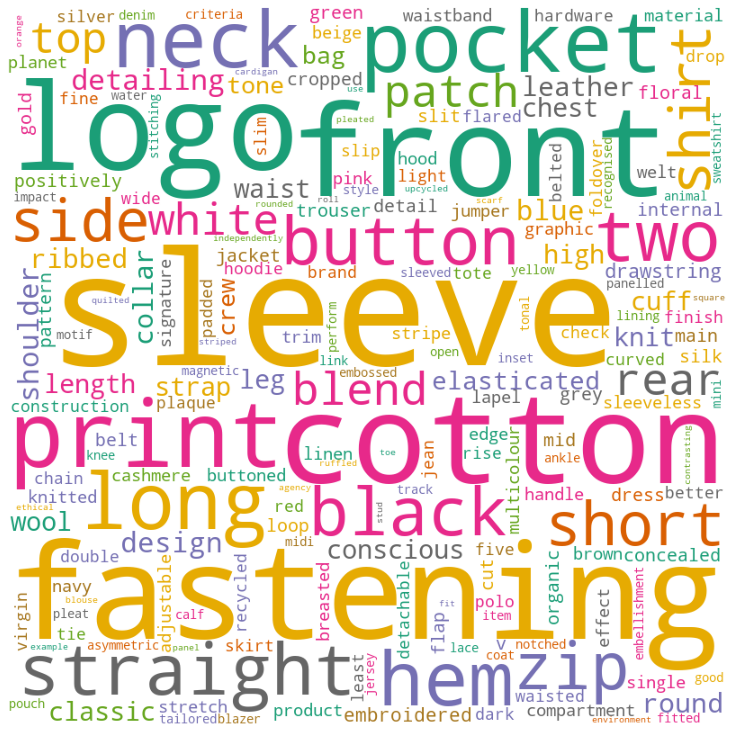 orange
silver
denim
criteria
green
waistband
hardware
material
planet
top
neck
beige
bag
cropped
pocket
drop
detailing
tone
cardigan
water
use
patch
leather
chest
floral
shirt
gold
fine
stitching
logo
front
slim
slit
flared
pleated
slip
hood
light
belted
foldover
recognised
welt
sweatshirt
positively
impact
wide
waist
pink
style
upcycled
scarf
detail
animal
side
white
rounded
roll
trouser
jumper
blue
graphic
internal
two
independently
button
ribbed
jacket
hoodie
brand
sleeved
tote
yellow
high
drawstring
panelled
shoulder
pattern
collar
signature
padded
crew
quilted
sleeve
tonal
cuff
lining
square
finish
motif
striped
trim
perform
stripe
check
knit
main
length
strap
magnetic
link
open
inset
curved
silk
mini
leg
embossed
blend
elasticated
rear
construction
plaque
lapel
grey
sleeveless
print
cotton
belt
knee
linen
toe
edge
rise
mid
contrasting
chain
cashmere
buttoned
ruffled
jean
multicolour
ankle
knitted
ethical
long
red
agency
track
handle
dress
better
wool
loop
stud
black
short
design
midi
conscious
five
brown
concealed
double
fastening
navy
adjustable
recycled
cut
organic
virgin
blouse
pleat
tie
calf
breasted
polo
fit
item
detachable
flap
effect
embellishment
example
asymmetric
panel
skirt
lace
v
notched
coat
straight
least
jersey
hem
zip
single
good
pouch
classic
stretch
tailored
blazer
product
embroidered
dark
waisted
compartment
environment
round
fitted